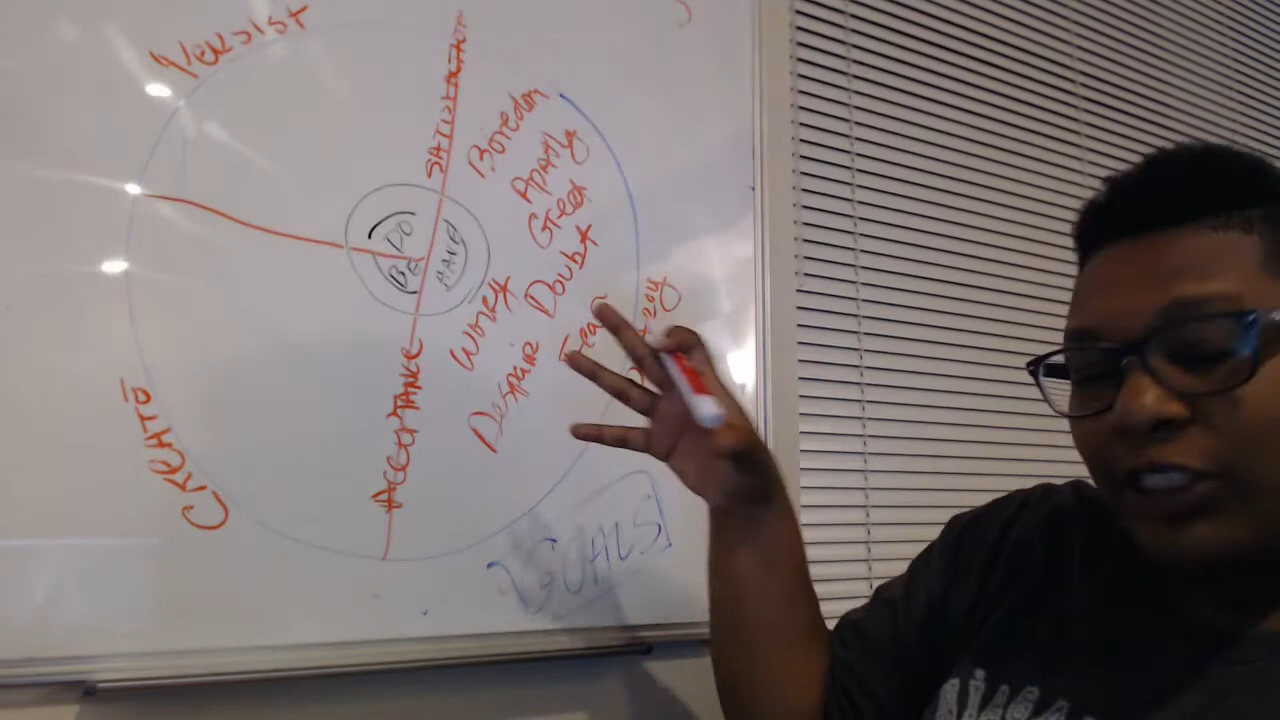 Persist
SATISFACTION
Boredom
Apathy
Greed
Doubt
DO
BE
HAVE
Worry
Fear
Despair
ACCEPTANCE
CREATE
GOALS